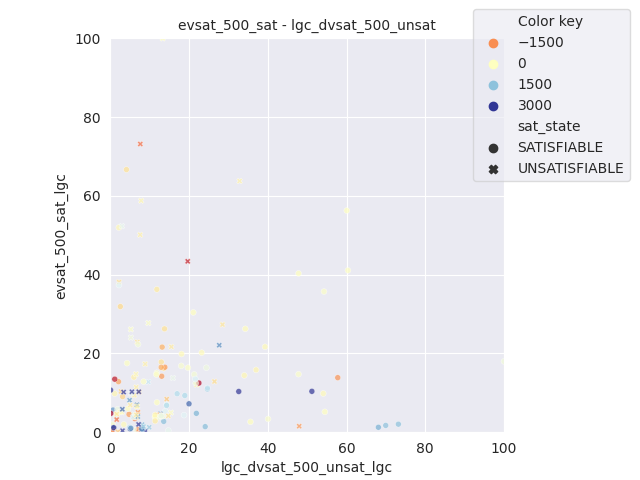 evsat_500_sat - lgc_dvsat_500_unsat
Color key
−1500
0
1500
3000
sat_state
SATISFIABLE
UNSATISFIABLE
evsat_500_sat_lgc
100
80
60
40
20
0
0 20 40 60 80 100
lgc_dvsat_500_unsat_lgc